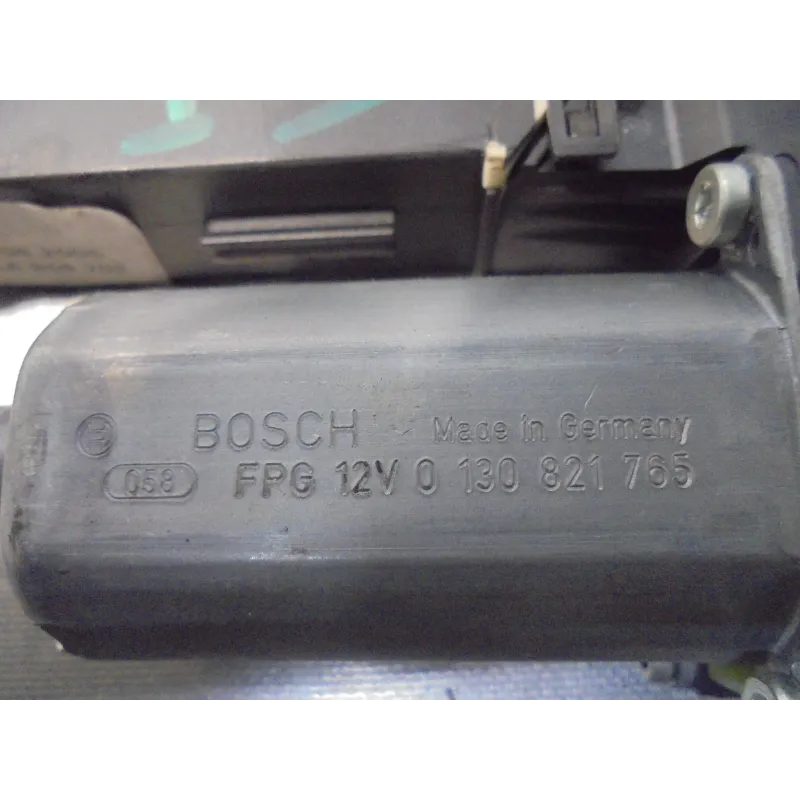 BOSCH Made in Germany
058 FPG 12V 0 130 821 765